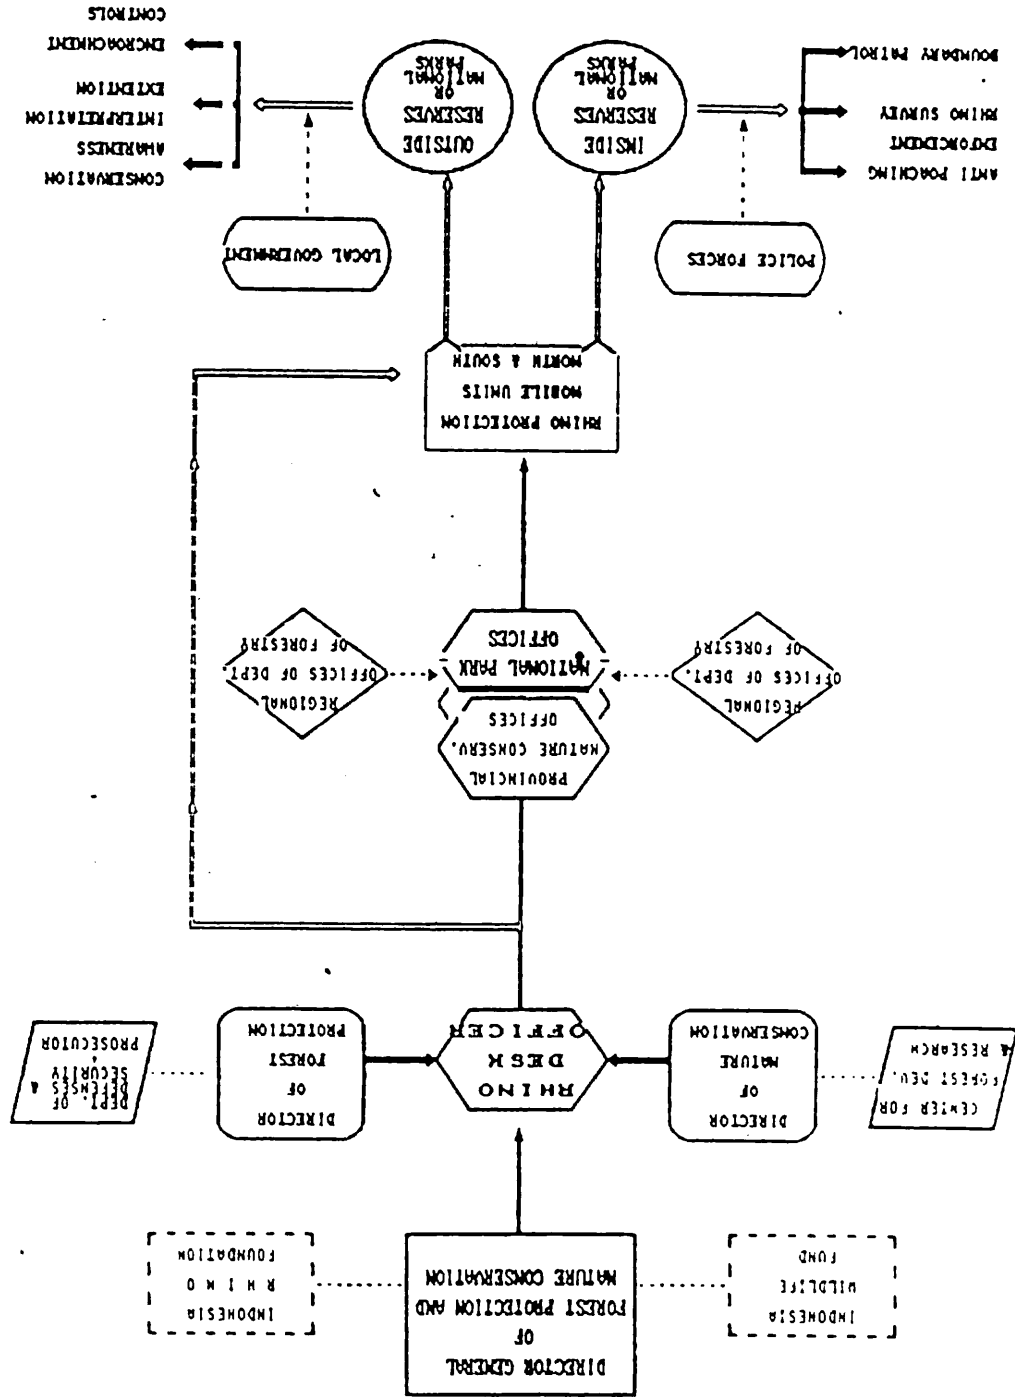 INDONESIA
WILDLIFE
FUND
DIRECTOR GENERAL
OF
FOREST PROTECTION AND
NATURE CONSERVATION
INDONESIA
RHINO
FOUNDATION
CENTER FOR
FOREST DEV.
& RESEARCH
DIRECTOR
OF
NATURE
CONSERVATION
RHINO
DESK
OFFICER
DIRECTOR
OF
FOREST
PROTECTION
DEPT. OF
DEFENSES &
SECURITY
&
PROSECUTOR
PROVINCIAL
NATURE CONSERV.
OFFICES
REGIONAL
OFFICES OF DEPT.
OF FORESTRY
NATIONAL PARK
OFFICES
REGIONAL
OFFICES OF DEPT.
OF FORESTRY
RHINO PROTECTION
MOBILE UNITS
NORTH & SOUTH
POLICE FORCES
LOCAL GOVERNMENT
ANTI POACHING
ENFORCEMENT
RHINO SURVEY
BOUNDARY PATROL
INSIDE
RESERVES
OR
NATIONAL
PARKS
OUTSIDE
RESERVES
OR
NATIONAL
PARKS
CONSERVATION
AWARENESS
INTERPRETATION
EXTENTION
ENCROACHMENT
CONTROLS